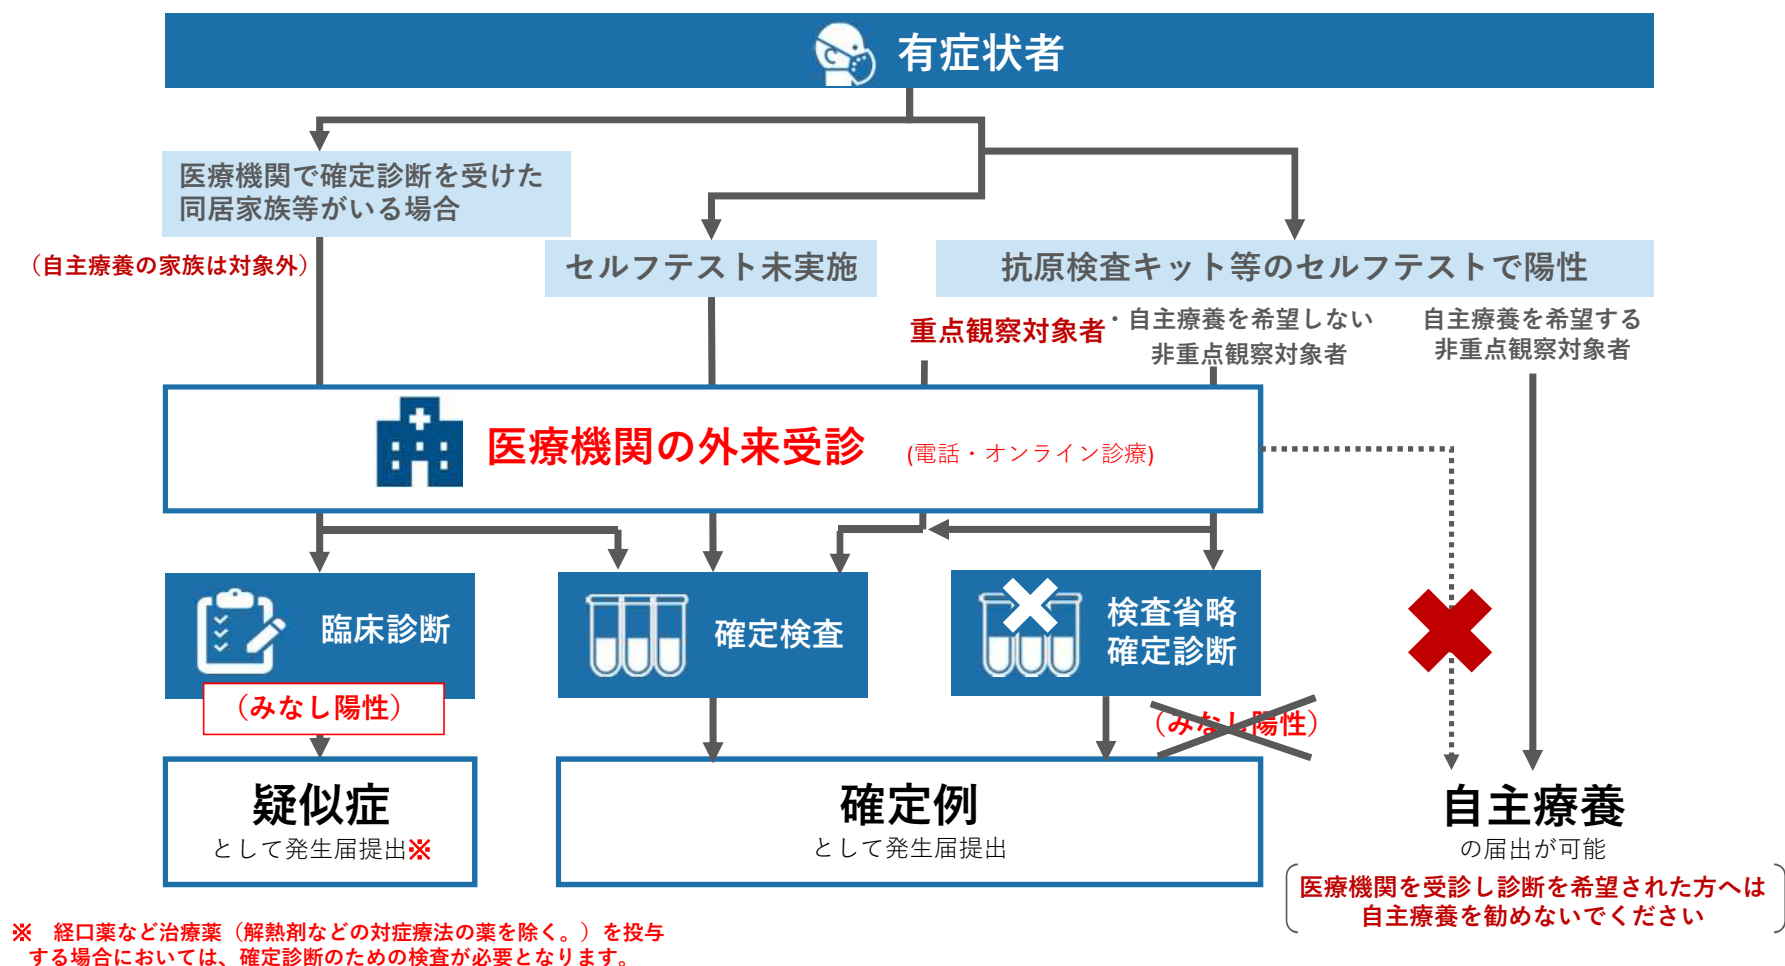 有症状者
医療機関で確定診断を受けた
同居家族等がいる場合
（自主療養の家族は対象外）
セルフテスト未実施
抗原検査キット等のセルフテストで陽性
重点観察対象者
・自主療養を希望しない
非重点観察対象者
自主療養を希望する
非重点観察対象者
医療機関の外来受診 (電話・オンライン診療)
臨床診断
（みなし陽性）
確定検査
検査省略
確定診断
（みなし陽性）
疑似症
として発生届提出※
確定例
として発生届提出
自主療養
の届出が可能
医療機関を受診し診断を希望された方へは
自主療養を勧めないでください
※　経口薬など治療薬（解熱剤などの対症療法の薬を除く。）を投与
する場合においては、確定診断のための検査が必要となります。